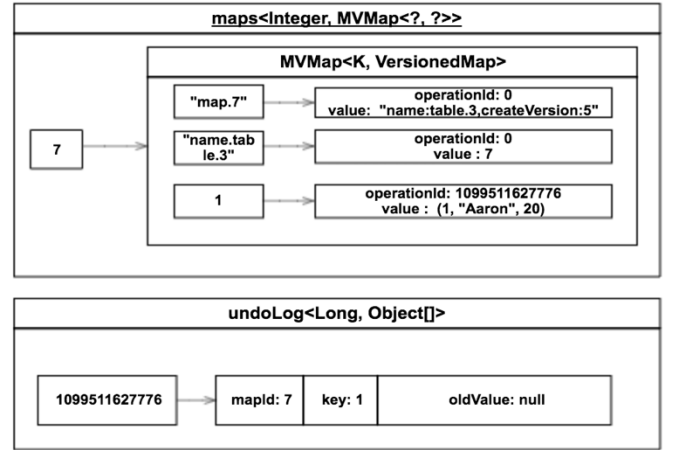 maps<Integer, MVMap<?, ?>>
MVMap<K, VersionedMap>
"map.7"
operationId: 0
value: "name:table.3,createVersion:5"
7
"name.tab
le.3"
operationId: 0
value : 7
1
operationId: 1099511627776
value : (1, "Aaron", 20)
undoLog<Long, Object[]>
1099511627776
mapId: 7
key: 1
oldValue: null